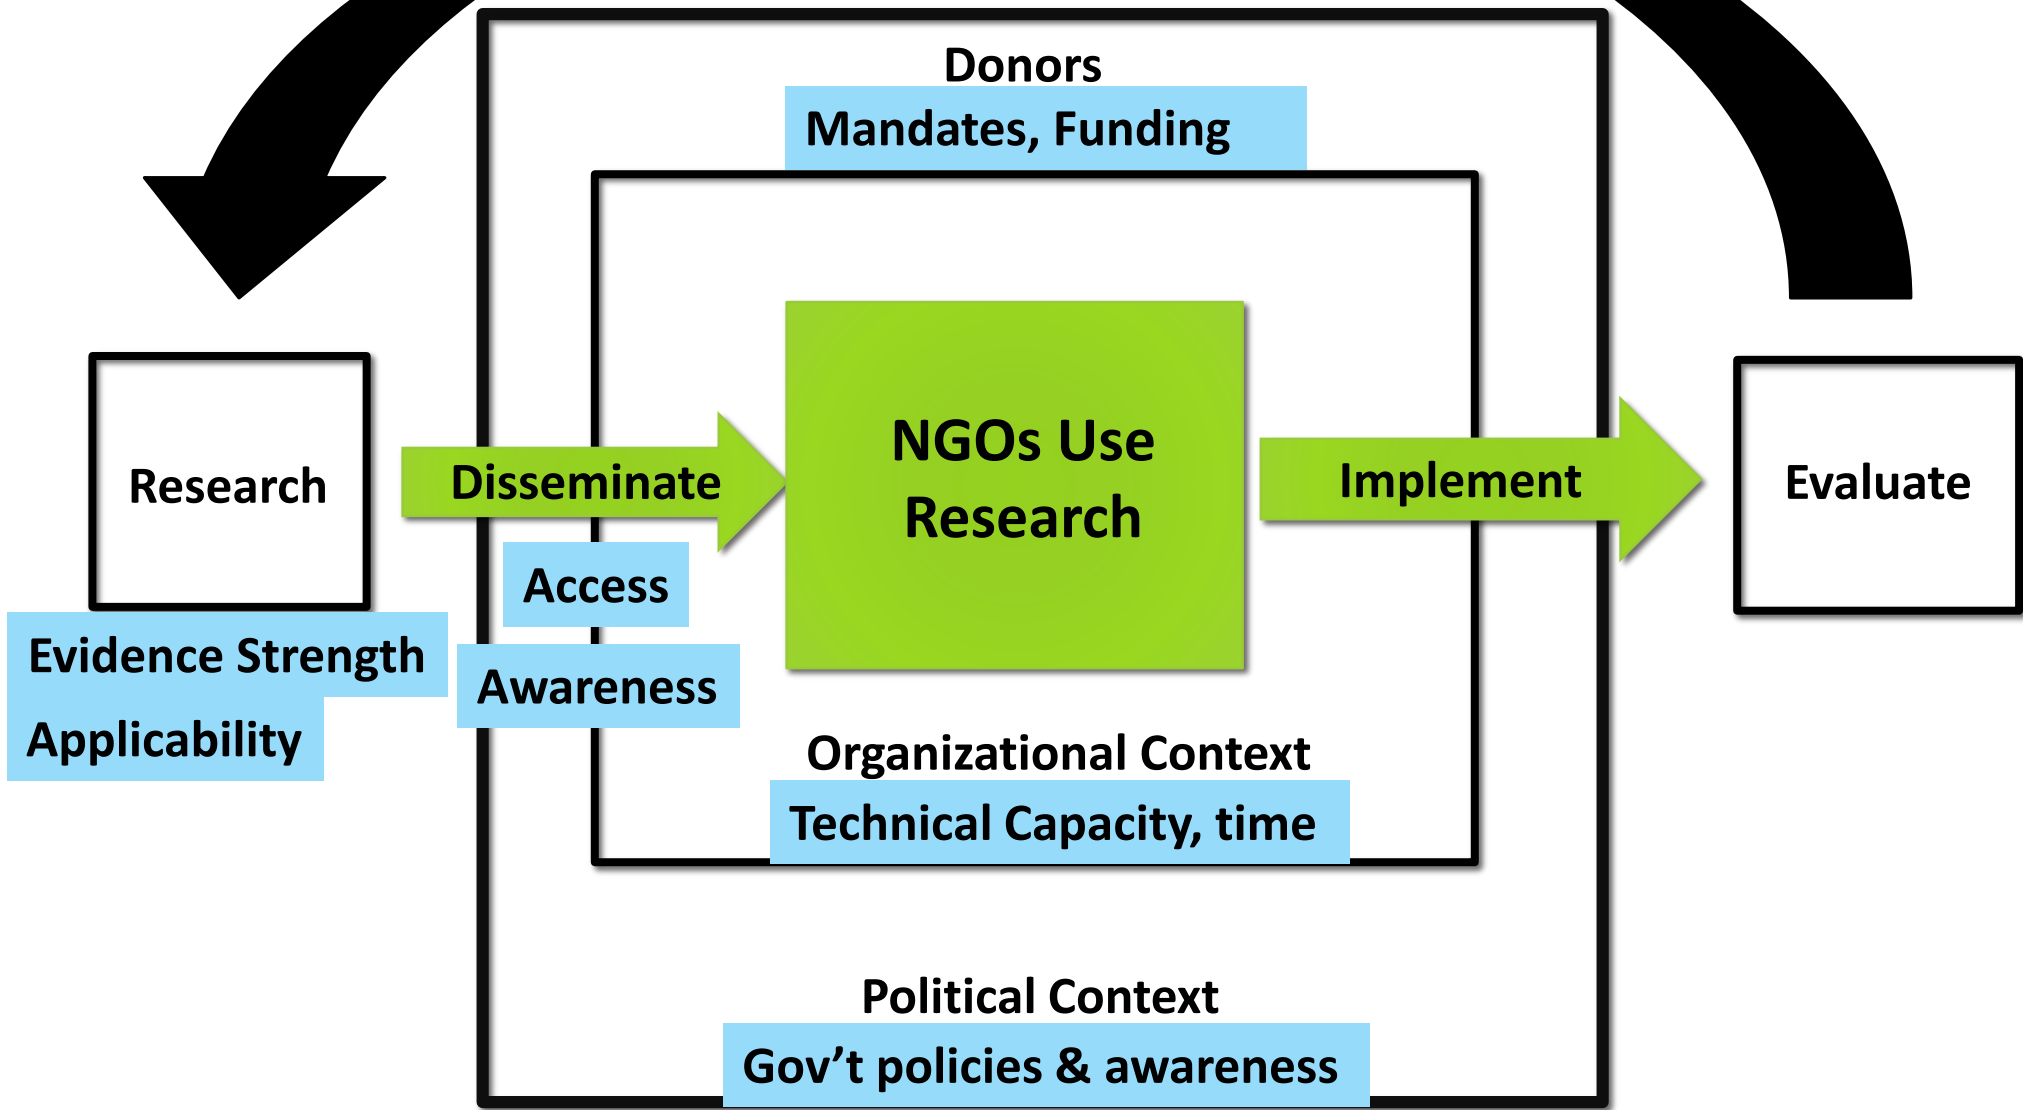 Donors
Mandates, Funding
Research
Disseminate
NGOs Use
Research
Implement
Evaluate
Access
Awareness
Evidence Strength
Applicability
Organizational Context
Technical Capacity, time
Political Context
Gov’t policies & awareness